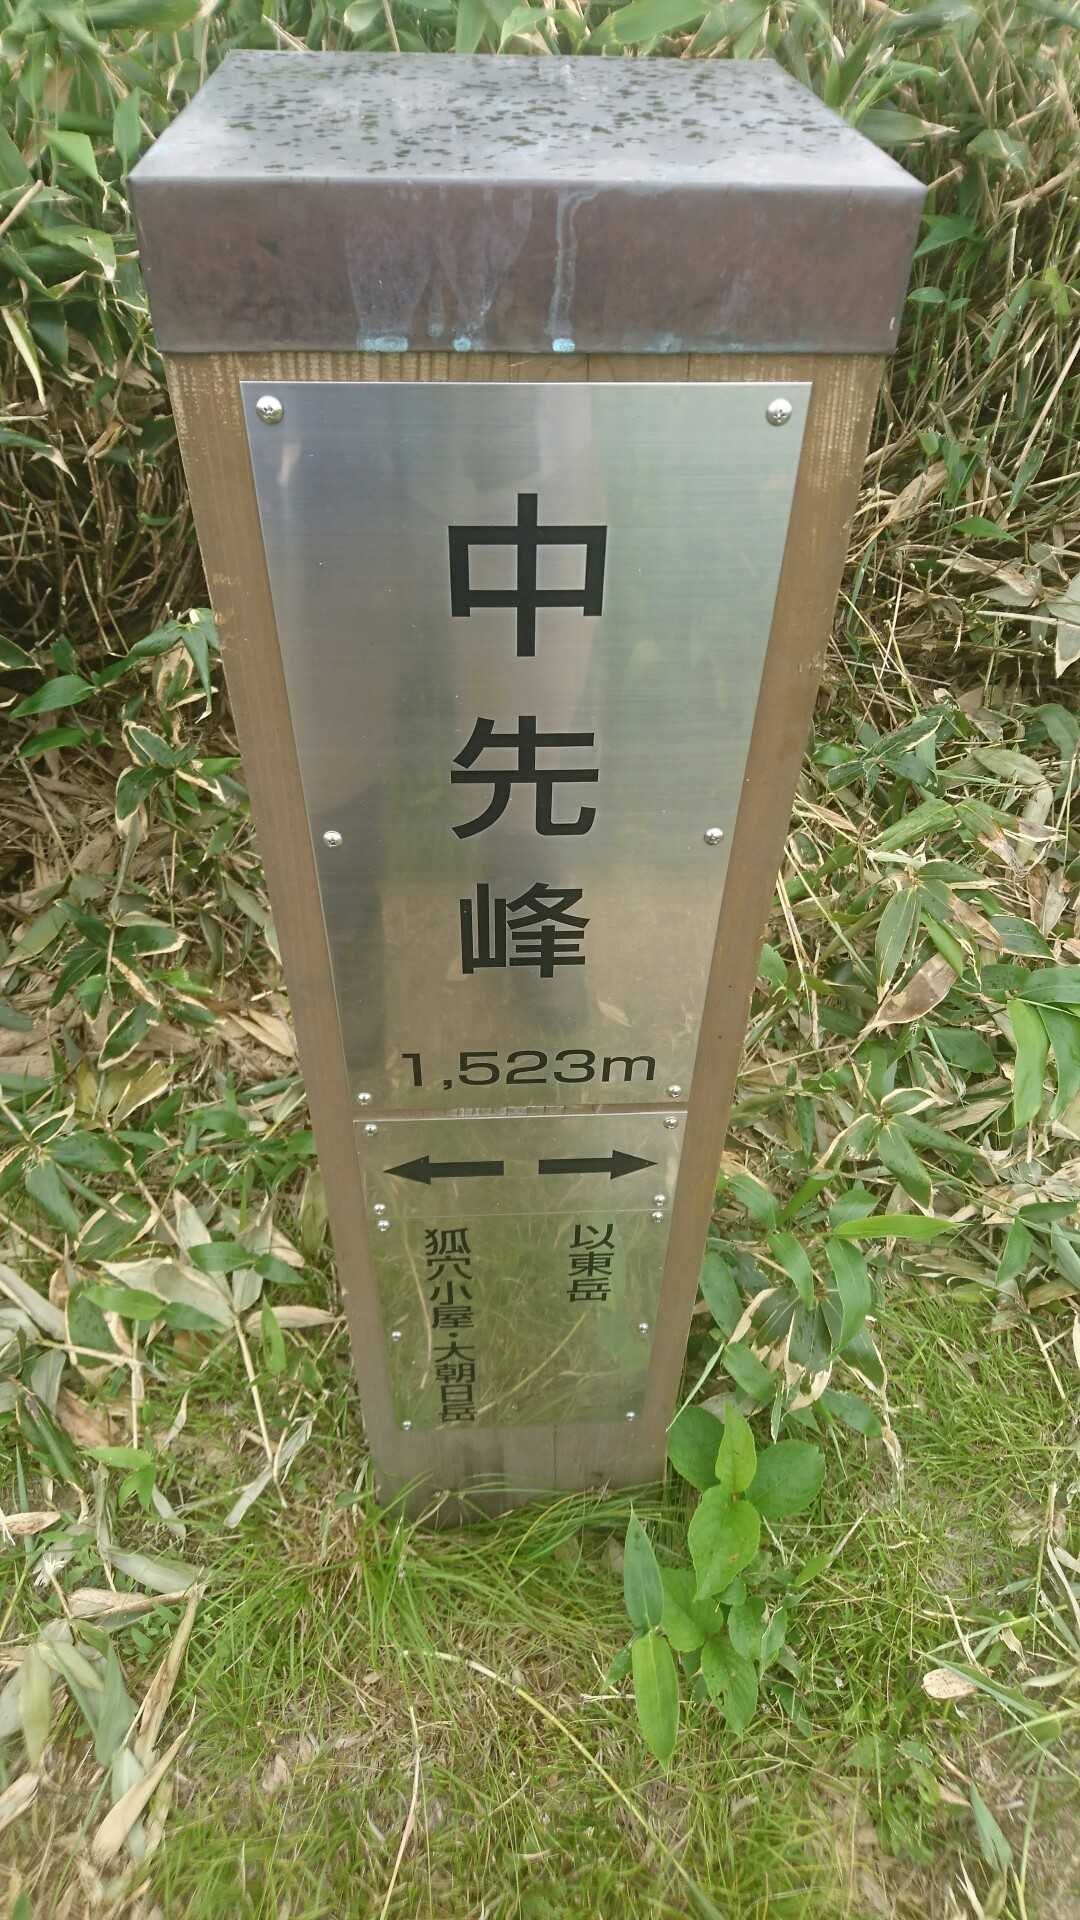 中先峰
1,523m
← →
以東岳
狐穴小屋・大朝日岳